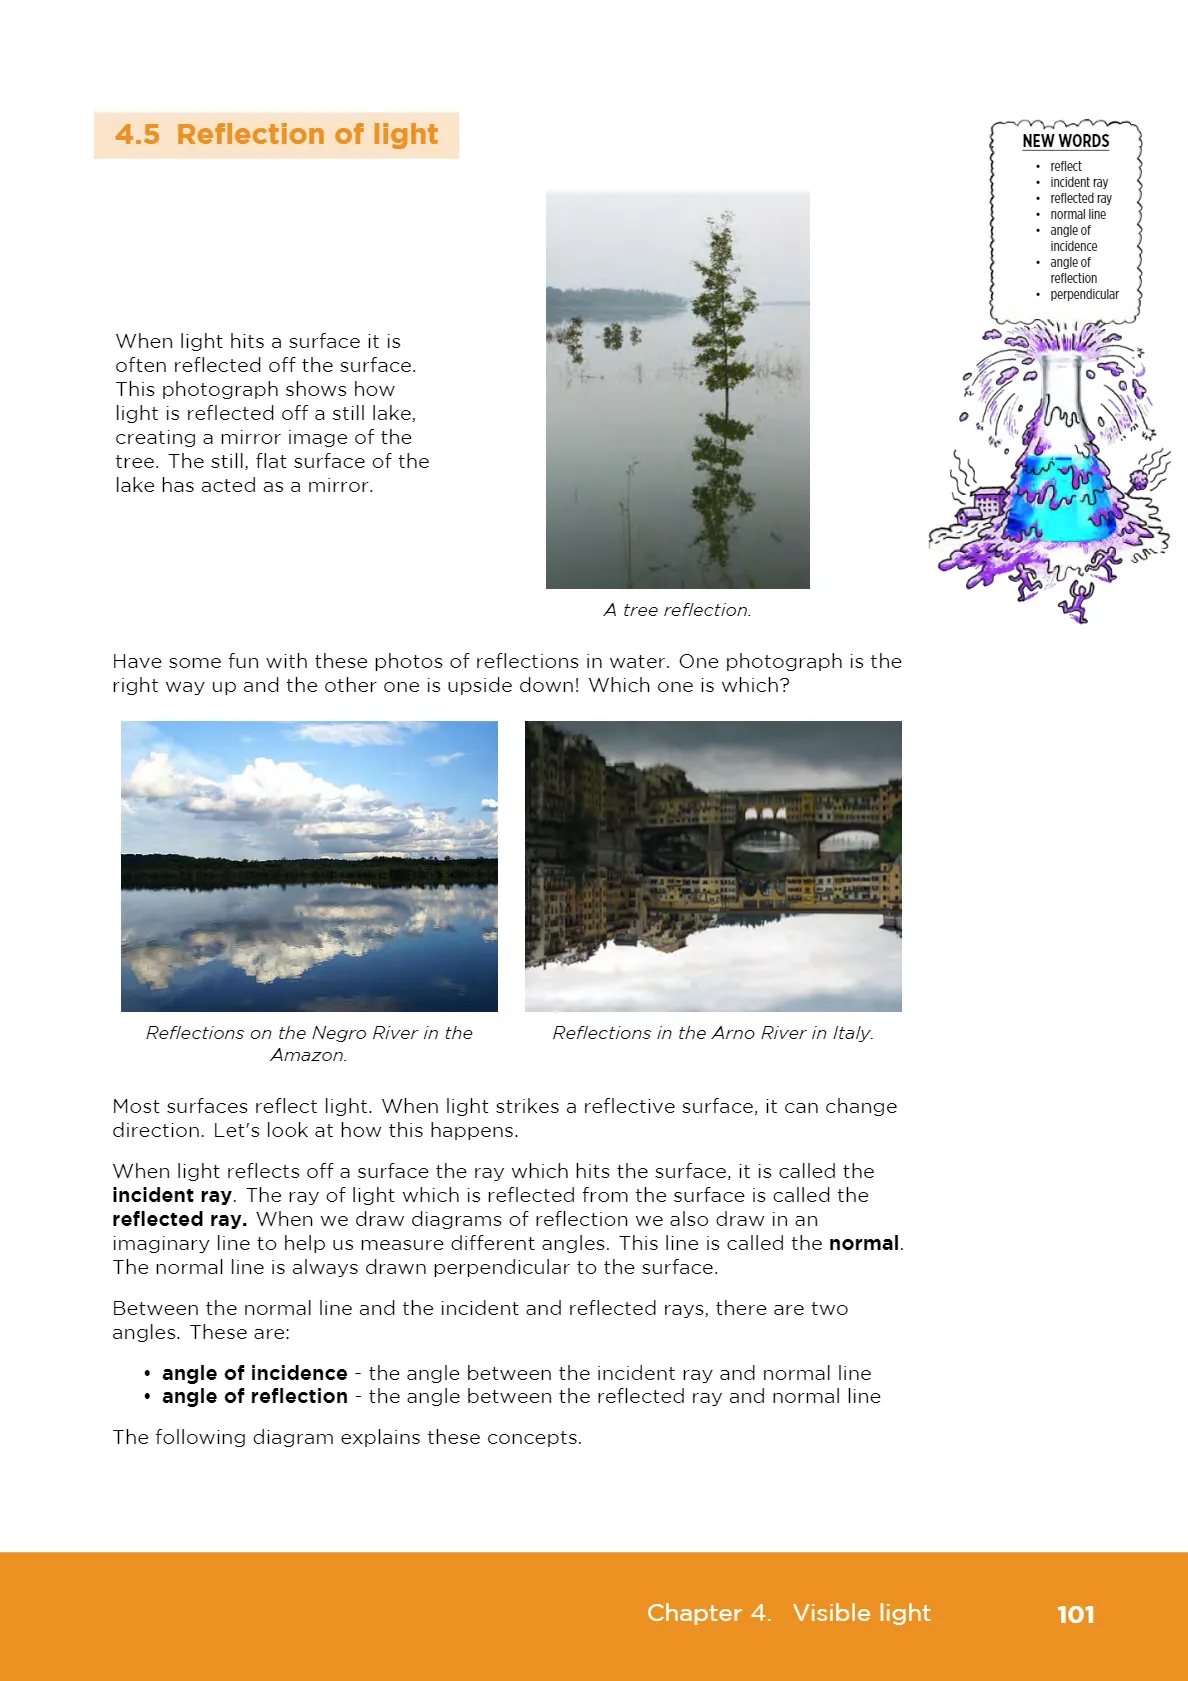 4.5 Reflection of light
NEW WORDS
• reflect
• incident ray
• reflected ray
• normal line
• angle of
incidence
• angle of
reflection
• perpendicular
When light hits a surface it is
often reflected off the surface.
This photograph shows how
light is reflected off a still lake,
creating a mirror image of the
tree. The still, flat surface of the
lake has acted as a mirror.
A tree reflection.
Have some fun with these photos of reflections in water. One photograph is the
right way up and the other one is upside down! Which one is which?
Reflections on the Negro River in the
Amazon.
Reflections in the Arno River in Italy.
Most surfaces reflect light. When light strikes a reflective surface, it can change
direction. Let's look at how this happens.
When light reflects off a surface the ray which hits the surface, it is called the
incident ray. The ray of light which is reflected from the surface is called the
reflected ray. When we draw diagrams of reflection we also draw in an
imaginary line to help us measure different angles. This line is called the normal.
The normal line is always drawn perpendicular to the surface.
Between the normal line and the incident and reflected rays, there are two
angles. These are:
• angle of incidence - the angle between the incident ray and normal line
• angle of reflection - the angle between the reflected ray and normal line
The following diagram explains these concepts.
Chapter 4. Visible light 101